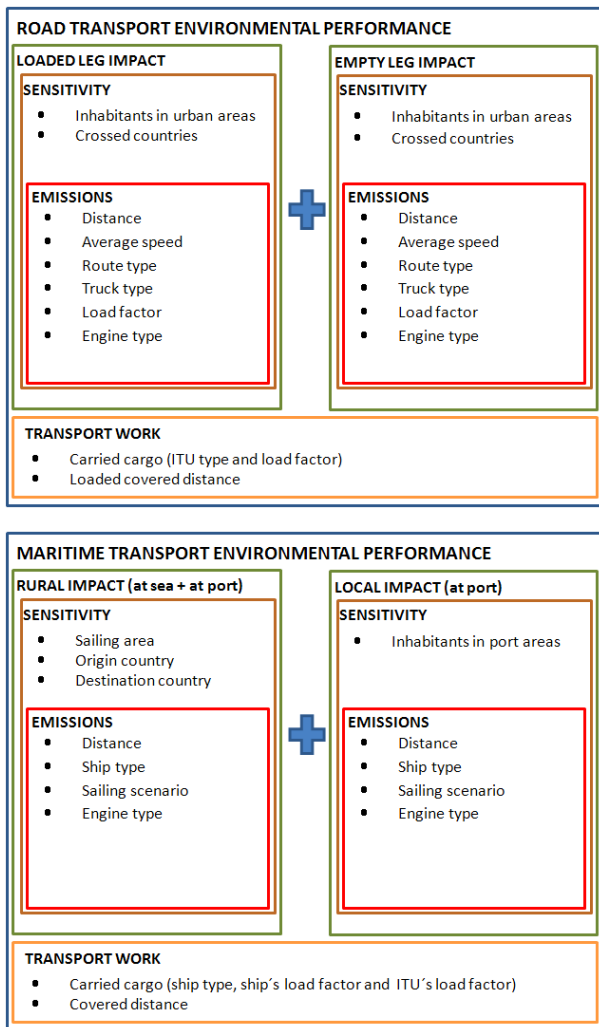 ROAD TRANSPORT ENVIRONMENTAL PERFORMANCE
LOADED LEG IMPACT
SENSITIVITY
Inhabitants in urban areas
Crossed countries
EMISSIONS
Distance
Average speed
Route type
Truck type
Load factor
Engine type
EMPTY LEG IMPACT
SENSITIVITY
Inhabitants in urban areas
Crossed countries
EMISSIONS
Distance
Average speed
Route type
Truck type
Load factor
Engine type
TRANSPORT WORK
Carried cargo (ITU type and load factor)
Loaded covered distance
MARITIME TRANSPORT ENVIRONMENTAL PERFORMANCE
RURAL IMPACT (at sea + at port)
SENSITIVITY
Sailing area
Origin country
Destination country
EMISSIONS
Distance
Ship type
Sailing scenario
Engine type
LOCAL IMPACT (at port)
SENSITIVITY
Inhabitants in port areas
EMISSIONS
Distance
Ship type
Sailing scenario
Engine type
TRANSPORT WORK
Carried cargo (ship type, ship´s load factor and ITU´s load factor)
Covered distance